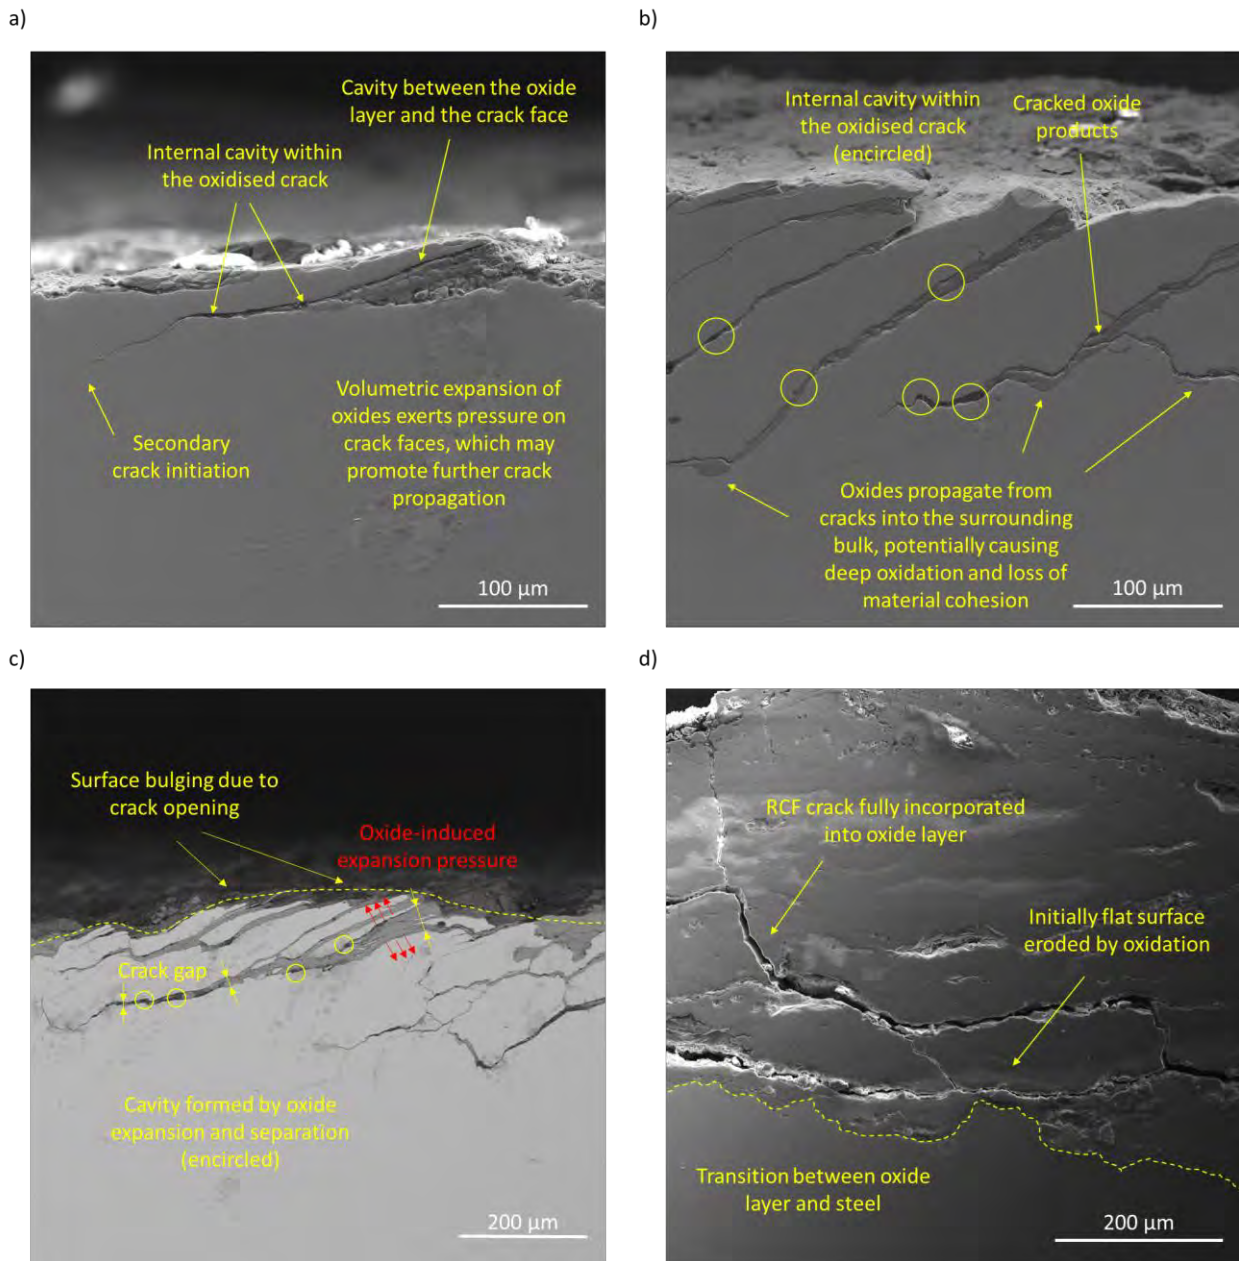 a)
Cavity between the oxide
layer and the crack face
Internal cavity within
the oxidised crack
Secondary
crack initiation
Volumetric expansion of
oxides exerts pressure on
crack faces, which may
promote further crack
propagation
100 µm
b)
Internal cavity within
the oxidised crack
(encircled)
Cracked oxide
products
Oxides propagate from
cracks into the surrounding
bulk, potentially causing
deep oxidation and loss of
material cohesion
100 µm
c)
Surface bulging due to
crack opening
Oxide-induced
expansion pressure
Crack gap
Cavity formed by oxide
expansion and separation
(encircled)
200 µm
d)
RCF crack fully incorporated
into oxide layer
Initially flat surface
eroded by oxidation
Transition between oxide
layer and steel
200 µm